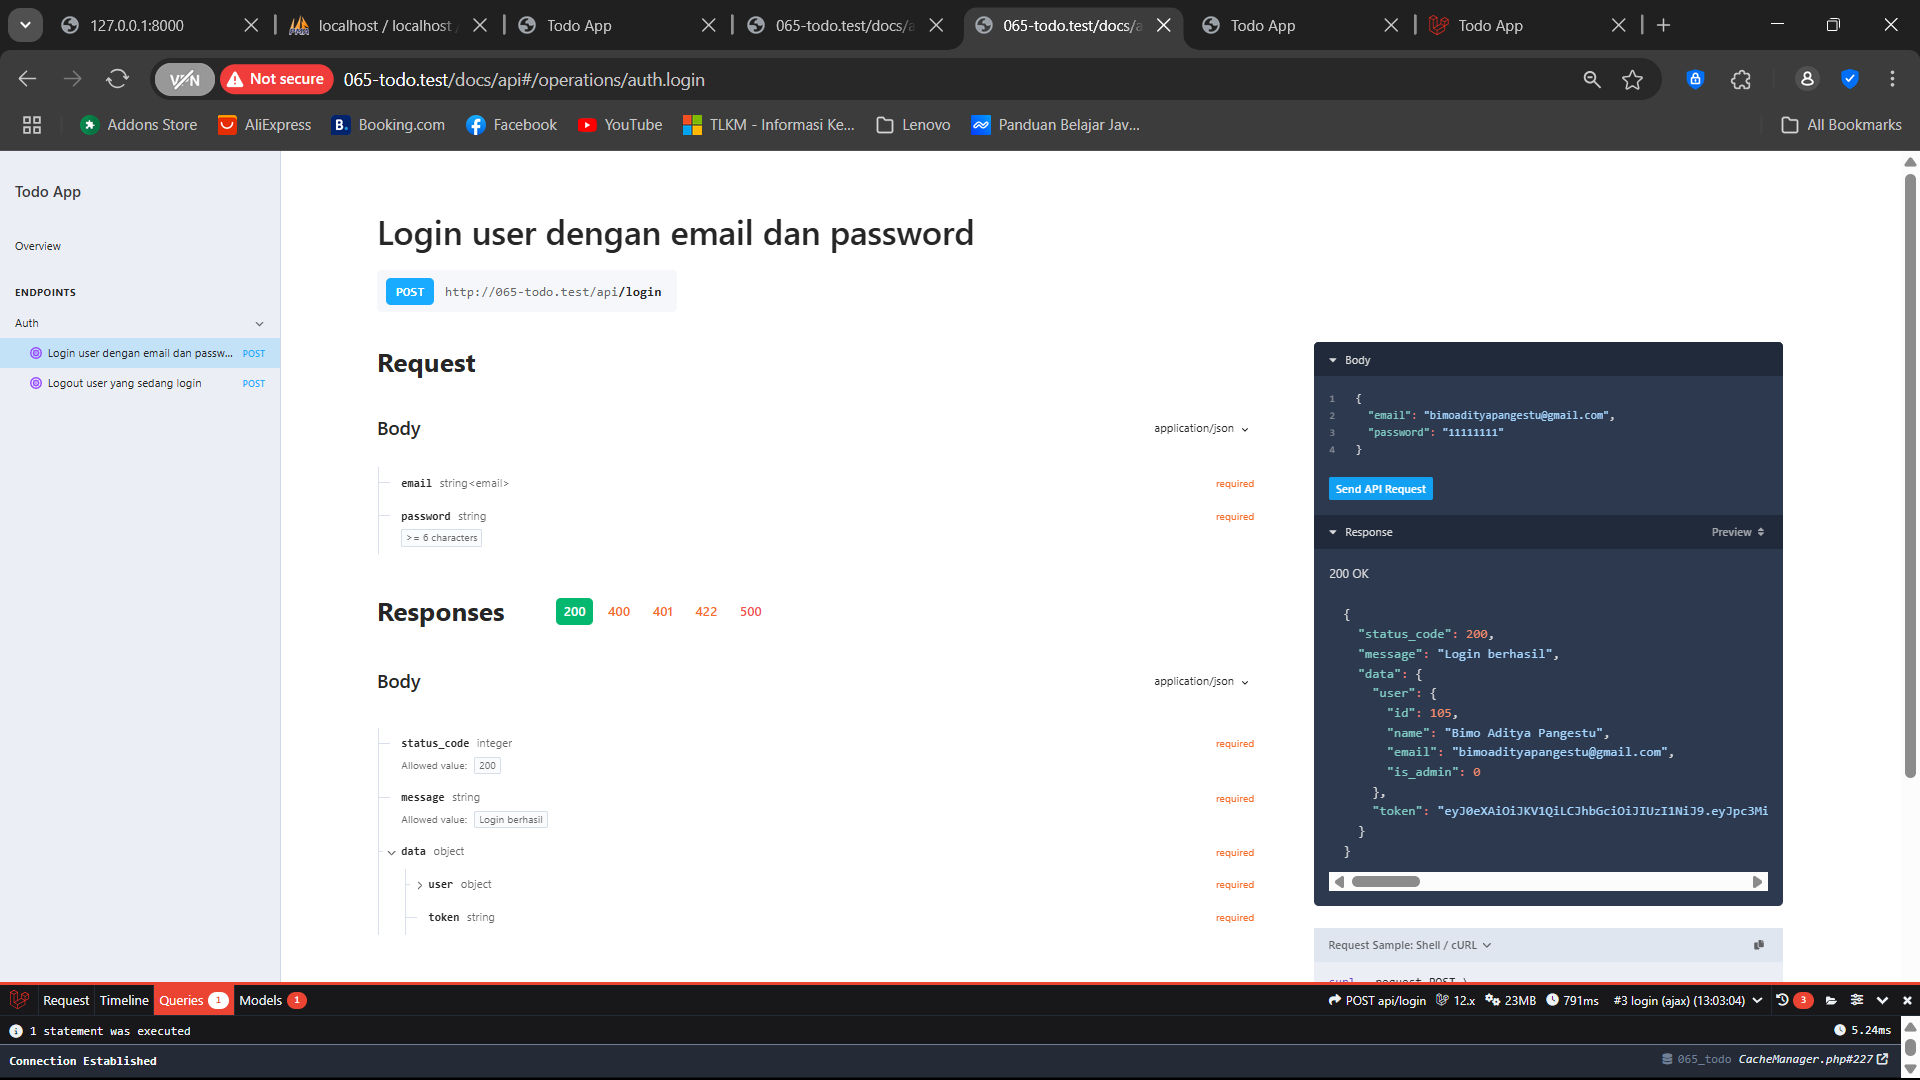 127.0.0.1:8000
localhost / localhost /
Todo App
065-todo.test/docs/a
065-todo.test/docs/a
Todo App
Todo App
VPN
Not secure
065-todo.test/docs/api#/operations/auth.login
Addons Store
AliExpress
Booking.com
Facebook
YouTube
TLKM - Informasi Ke...
Lenovo
Panduan Belajar Jav...
All Bookmarks
Todo App
Overview
ENDPOINTS
Auth
Login user dengan email dan passw... POST
Logout user yang sedang login POST
Login user dengan email dan password
POST http://065-todo.test/api/login
Request
Body
application/json
email string<email>
required
password string
required
>= 6 characters
Responses
200 400 401 422 500
Body
application/json
status_code integer
required
Allowed value: 200
message string
required
Allowed value: Login berhasil
data object
required
user object
required
token string
required
Body
1 {
2 "email": "bimoadityapangestu@gmail.com",
3 "password": "11111111"
4 }
Send API Request
Response
Preview
200 OK
{
"status_code": 200,
"message": "Login berhasil",
"data": {
"user": {
"id": 105,
"name": "Bimo Aditya Pangestu",
"email": "bimoadityapangestu@gmail.com",
"is_admin": 0
},
"token": "eyJ0eXAiOiJKV1QiLCJhbGciOiJIUzI1NiJ9.eyJpc3Mi
}
}
Request Sample: Shell / cURL
curl --request POST \
Request Timeline Queries 1 Models 1
POST api/login 12.x 23MB 791ms #3 login (ajax) (13:03:04) 3
1 statement was executed
5.24ms
Connection Established
065_todo CacheManager.php#227